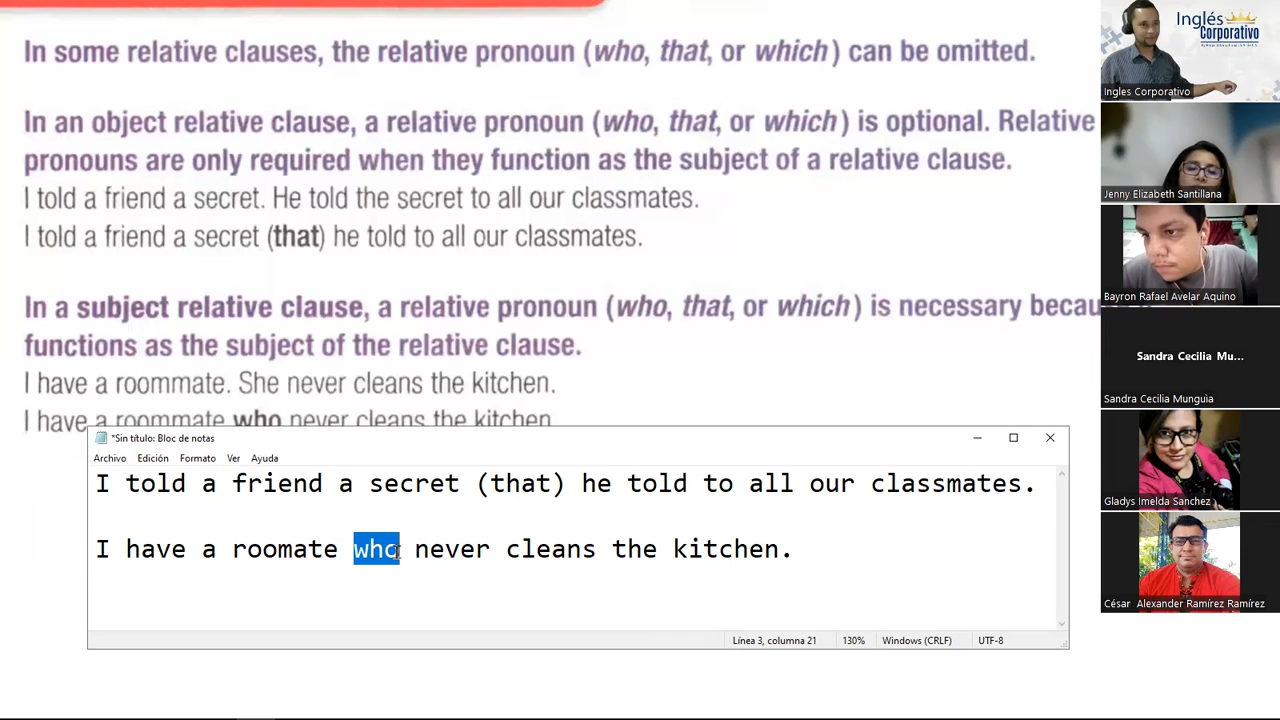 In some relative clauses, the relative pronoun (who, that, or which) can be omitted.
In an object relative clause, a relative pronoun (who, that, or which) is optional. Relative
pronouns are only required when they function as the subject of a relative clause.
I told a friend a secret. He told the secret to all our classmates.
I told a friend a secret (that) he told to all our classmates.
In a subject relative clause, a relative pronoun (who, that, or which) is necessary
functions as the subject of the relative clause.
I have a roommate. She never cleans the kitchen.
I have a roommate who never cleans the kitchen
*Sin título: Bloc de notas
Archivo Edición Formato Ver Ayuda
I told a friend a secret (that) he told to all our classmates.
I have a roomate who never cleans the kitchen.
Línea 3, columna 21 130% Windows (CRLF) UTF-8
Inglés
Corporativo
Ingles Corporativo
Jenny Elizabeth Santillana
Bayron Rafael Avelar Aquino
Sandra Cecilia Mu...
Sandra Cecilia Munguia
Gladys Imelda Sanchez
César Alexander Ramírez Ramírez